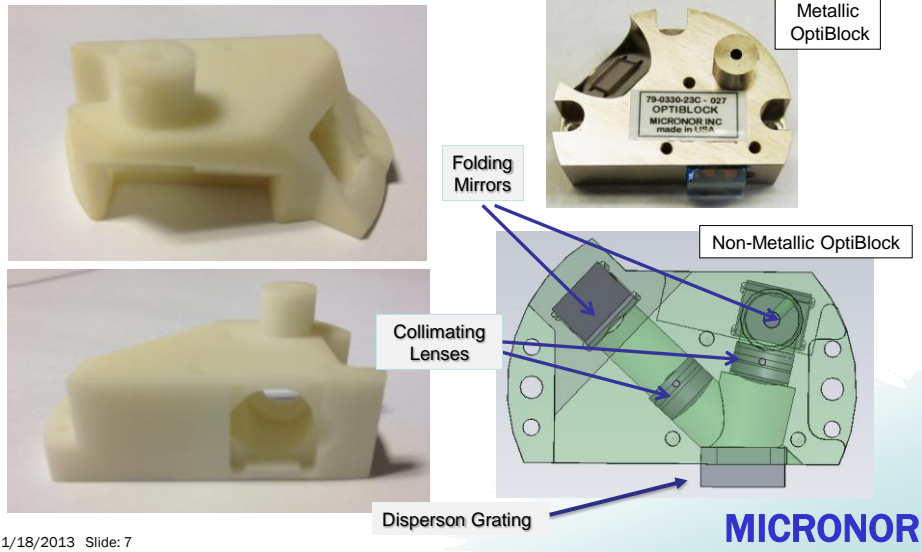 Metallic
OptiBlock
79-0330-23C - 027
OPTIBLOCK
MICRONOR INC
made in USA
Folding
Mirrors
Non-Metallic OptiBlock
Collimating
Lenses
Disperson Grating
1/18/2013 Slide: 7
MICRONOR